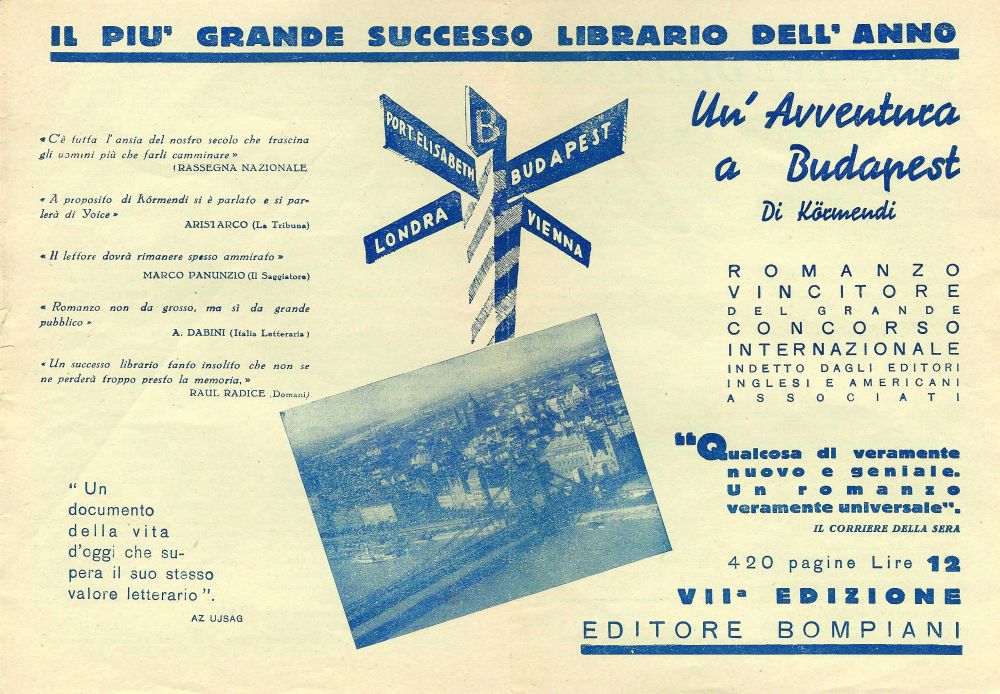 IL PIU' GRANDE SUCCESSO LIBRARIO DELL' ANNO
« C'è tutta l'ansia del nostro secolo che trascina
gli uomini più che farli camminare »
(RASSEGNA NAZIONALE
« A proposito di Körmendi si è parlato e si par-
lerà di Yoice »
ARISTARCO (La Tribuna)
« Il lettore dovrà rimanere spesso ammirato »
MARCO PANUNZIO (Il Saggiatore)
« Romanzo non da grosso, ma sì da grande
pubblico »
A. DABINI (Italia Letteraria)
« Un successo librario tanto insolito che non se
ne perderà troppo presto la memoria, »
RAUL RADICE (Domani)
“ Un
documento
della vita
d'oggi che su-
pera il suo stesso
valore letterario ”.
AZ UJSAG
B
PORT-ELISABETH
BUDAPEST
LONDRA
VIENNA
Un' Avventura
a Budapest
Di Körmendi
ROMANZO
VINCITORE
DEL GRANDE
CONCORSO
INTERNAZIONALE
INDETTO DAGLI EDITORI
INGLESI E AMERICANI
ASSOCIATI
“Qualcosa di veramente
nuovo e geniale.
Un romanzo
veramente universale”.
IL CORRIERE DELLA SERA
420 pagine Lire 12
VIIª EDIZIONE
EDITORE BOMPIANI